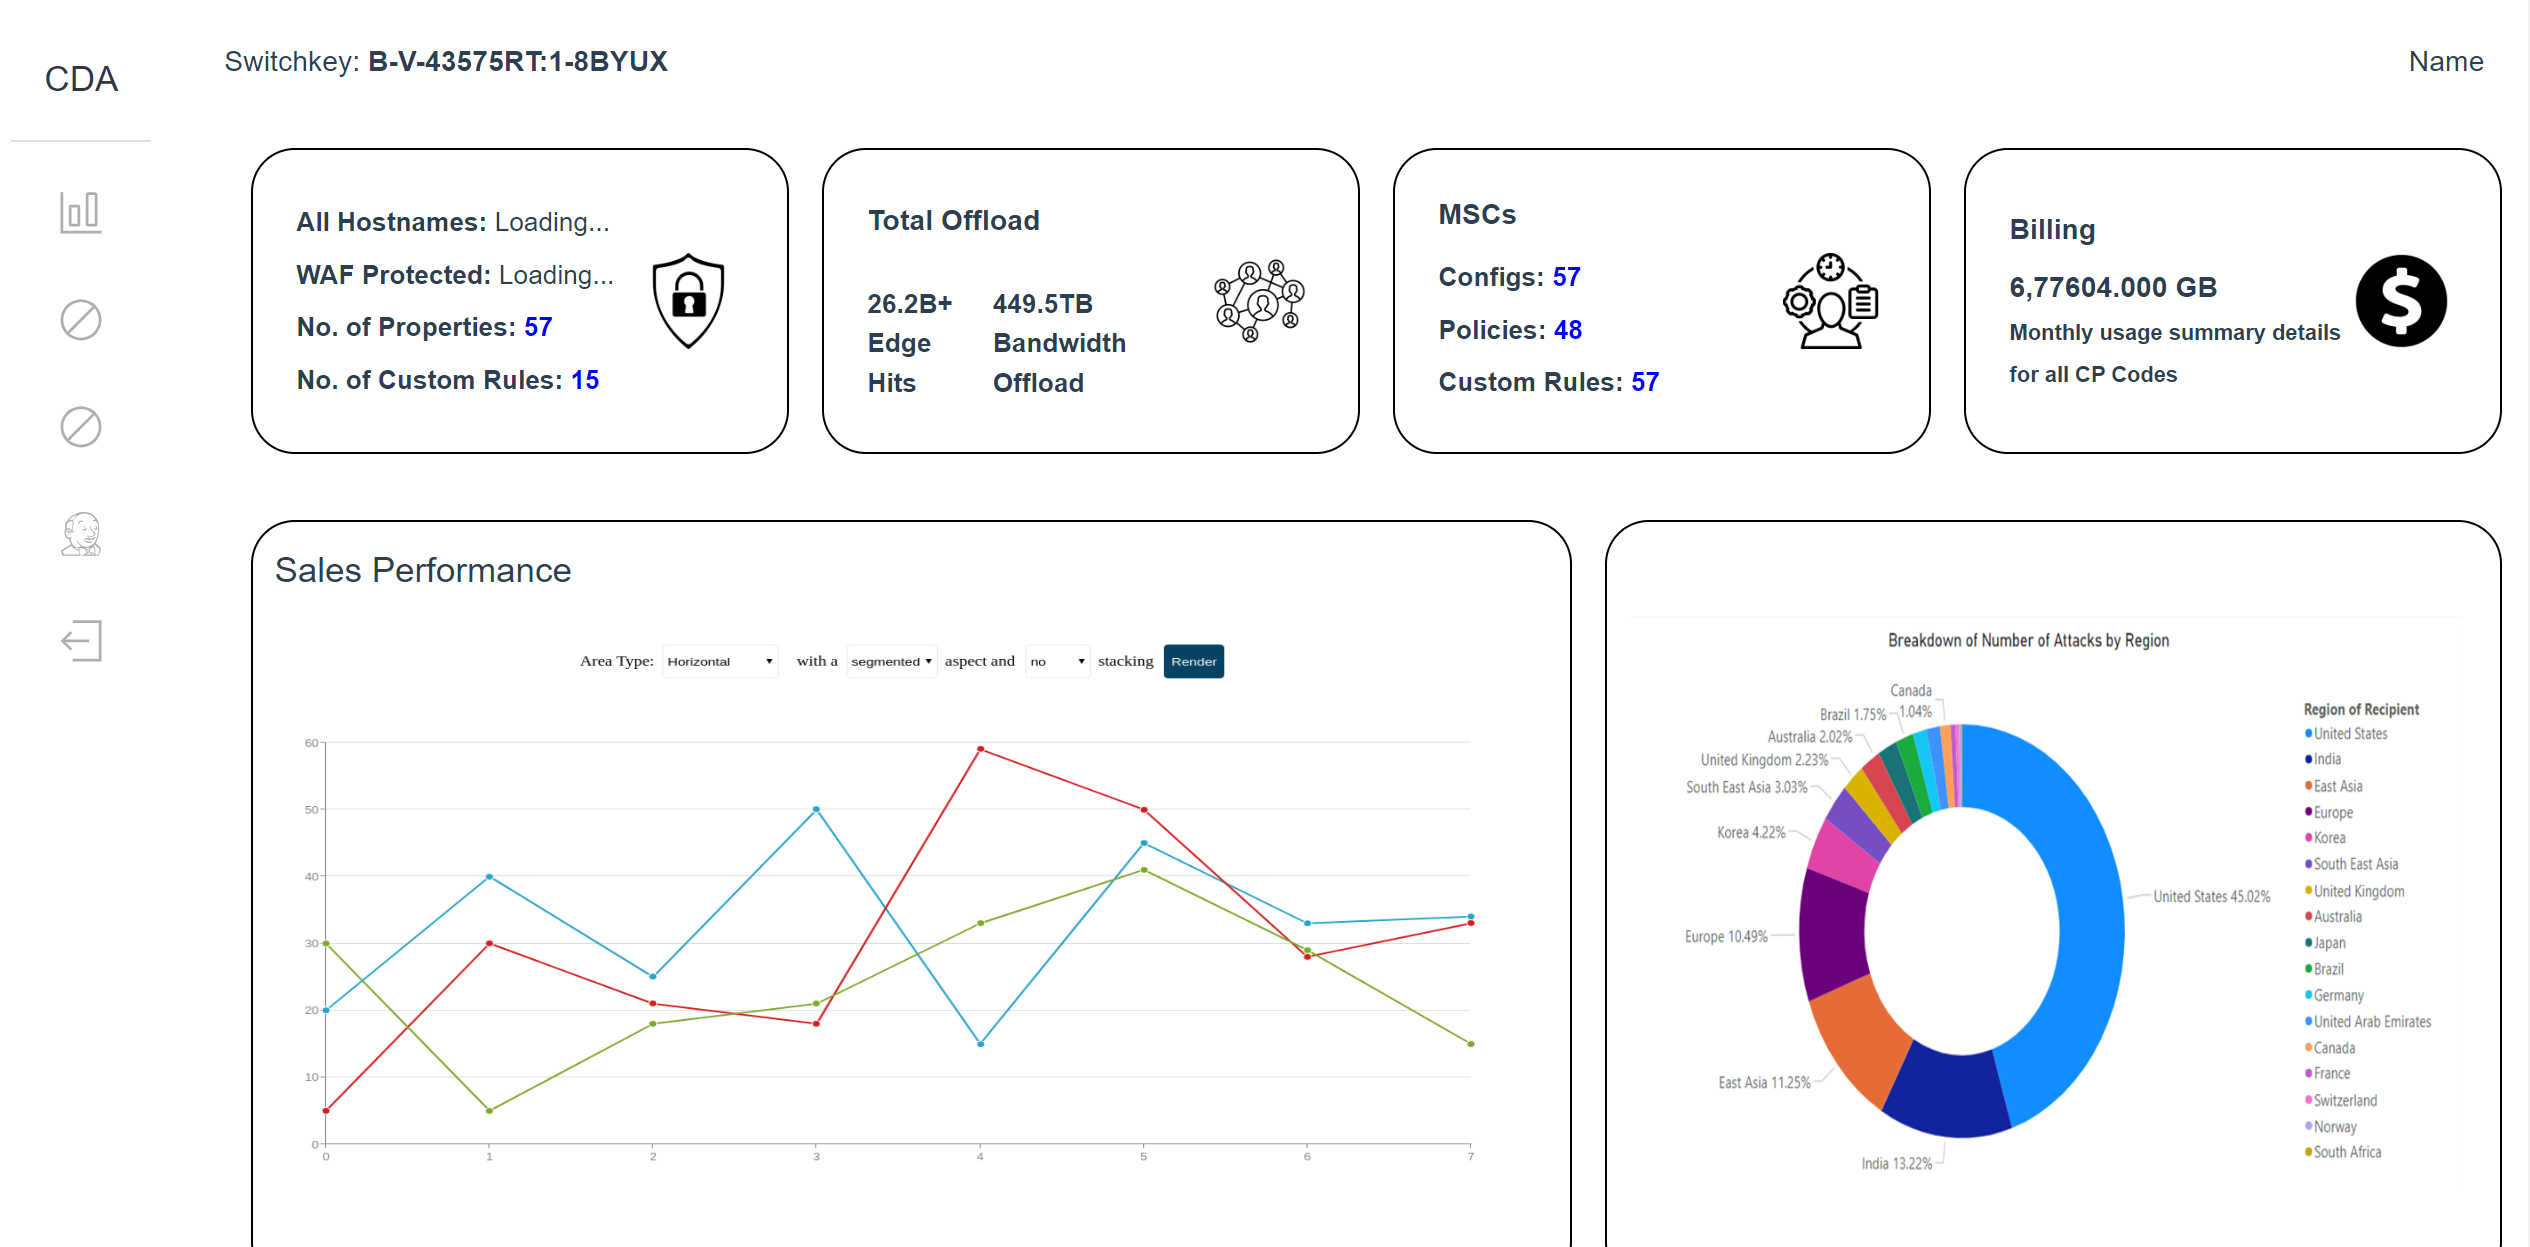 CDA
Switchkey: B-V-43575RT:1-8BYUX
Name
All Hostnames: Loading...
WAF Protected: Loading...
No. of Properties: 57
No. of Custom Rules: 15
Total Offload
26.2B+
Edge
Hits
449.5TB
Bandwidth
Offload
MSCs
Configs: 57
Policies: 48
Custom Rules: 57
Billing
6,77604.000 GB
Monthly usage summary details
for all CP Codes
Sales Performance
Area Type: Horizontal with a segmented aspect and no stacking Render
60
50
40
30
20
10
0
0 1 2 3 4 5 6 7
Breakdown of Number of Attacks by Region
Canada
1.04%
Brazil 1.75%
Australia 2.02%
United Kingdom 2.23%
South East Asia 3.03%
Korea 4.22%
Europe 10.49%
East Asia 11.25%
India 13.22%
United States 45.02%
Region of Recipient
United States
India
East Asia
Europe
Korea
South East Asia
United Kingdom
Australia
Japan
Brazil
Germany
United Arab Emirates
Canada
France
Switzerland
Norway
South Africa